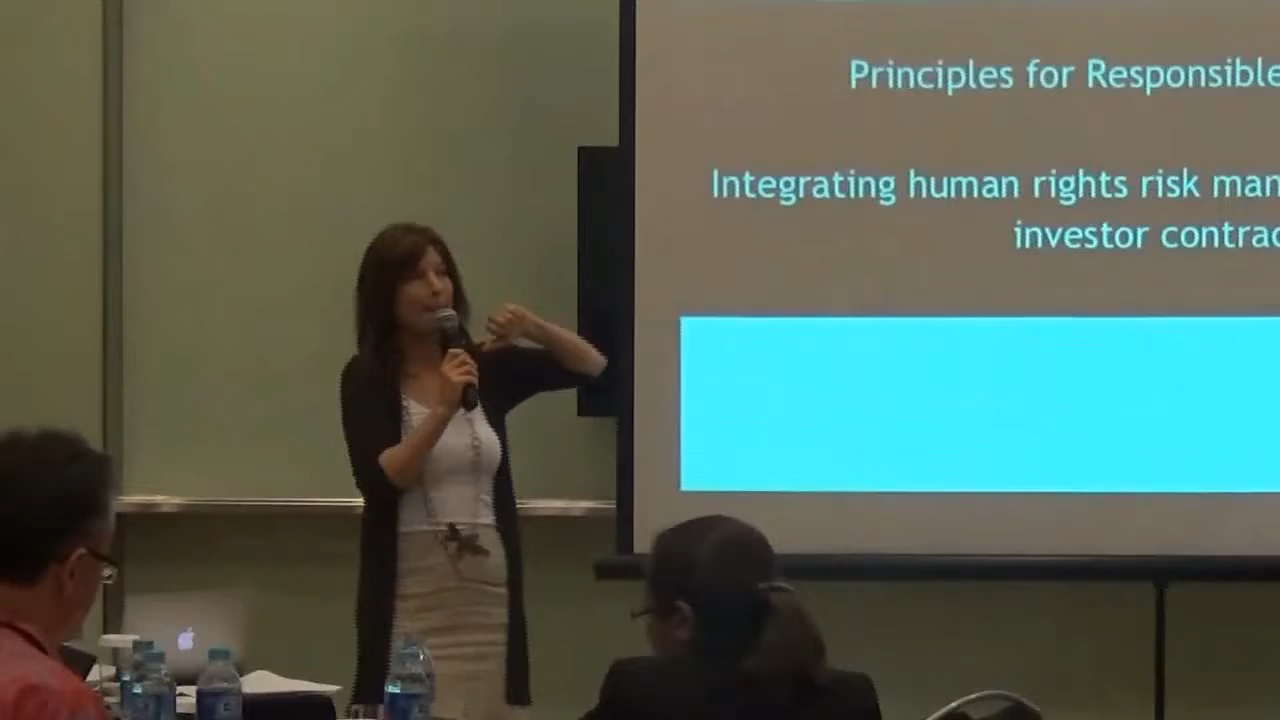 Principles for Responsible
Integrating human rights risk man
investor contrac